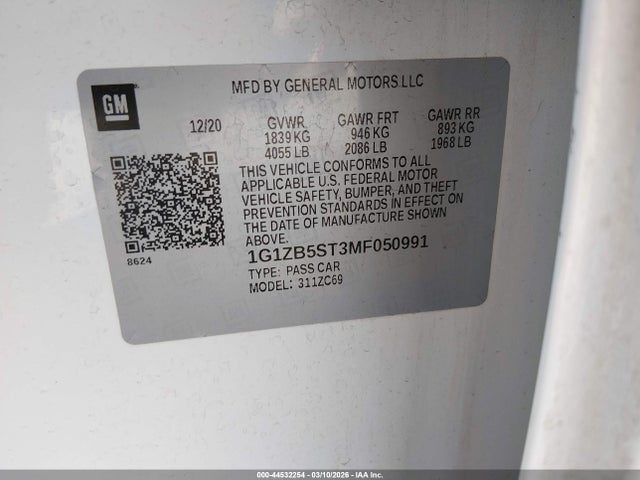 GM
MFD BY GENERAL MOTORS LLC
12/20 GVWR GAWR FRT GAWR RR
1839 KG 946 KG 893 KG
4055 LB 2086 LB 1968 LB
THIS VEHICLE CONFORMS TO ALL
APPLICABLE U.S. FEDERAL MOTOR
VEHICLE SAFETY, BUMPER, AND THEFT
PREVENTION STANDARDS IN EFFECT ON
THE DATE OF MANUFACTURE SHOWN
ABOVE.
8624
1G1ZB5ST3MF050991
TYPE: PASS CAR
MODEL: 311ZC69
000-44532254 - 03/10/2026 - IAAI.CA